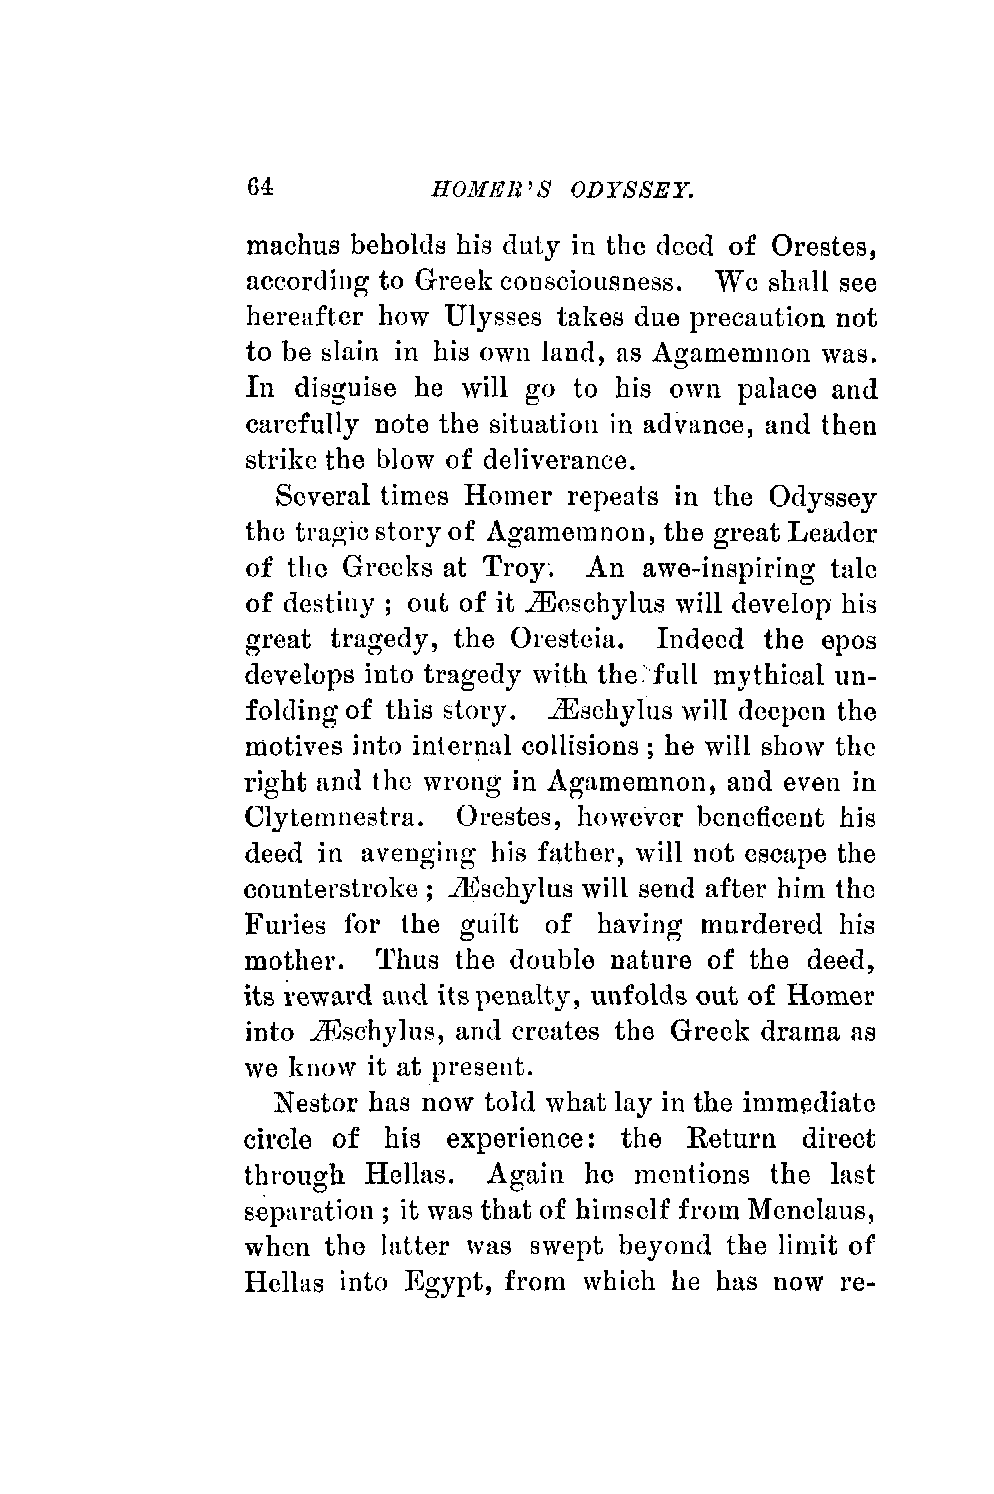 64 HOMER'S ODYSSEY.
machus beholds his duty in the deed of Orestes,
according to Greek consciousness. We shall see
hereafter how Ulysses takes due precaution not
to be slain in his own land, as Agamemnon was.
In disguise he will go to his own palace and
carefully note the situation in advance, and then
strike the blow of deliverance.
Several times Homer repeats in the Odyssey
the tragic story of Agamemnon, the great Leader
of the Greeks at Troy. An awe-inspiring tale
of destiny ; out of it Æeschylus will develop his
great tragedy, the Oresteia. Indeed the epos
develops into tragedy with the full mythical un-
folding of this story. Æschylus will deepen the
motives into internal collisions ; he will show the
right and the wrong in Agamemnon, and even in
Clytemnestra. Orestes, however beneficent his
deed in avenging his father, will not escape the
counterstroke ; Æschylus will send after him the
Furies for the guilt of having murdered his
mother. Thus the double nature of the deed,
its reward and its penalty, unfolds out of Homer
into Æschylus, and creates the Greek drama as
we know it at present.
Nestor has now told what lay in the immediate
circle of his experience: the Return direct
through Hellas. Again he mentions the last
separation ; it was that of himself from Menelaus,
when the latter was swept beyond the limit of
Hellas into Egypt, from which he has now re-